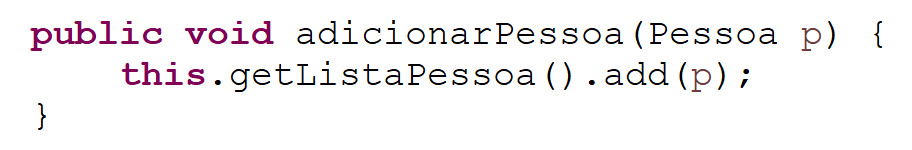 public void adicionarPessoa(Pessoa p) {
    this.getListaPessoa().add(p);
}